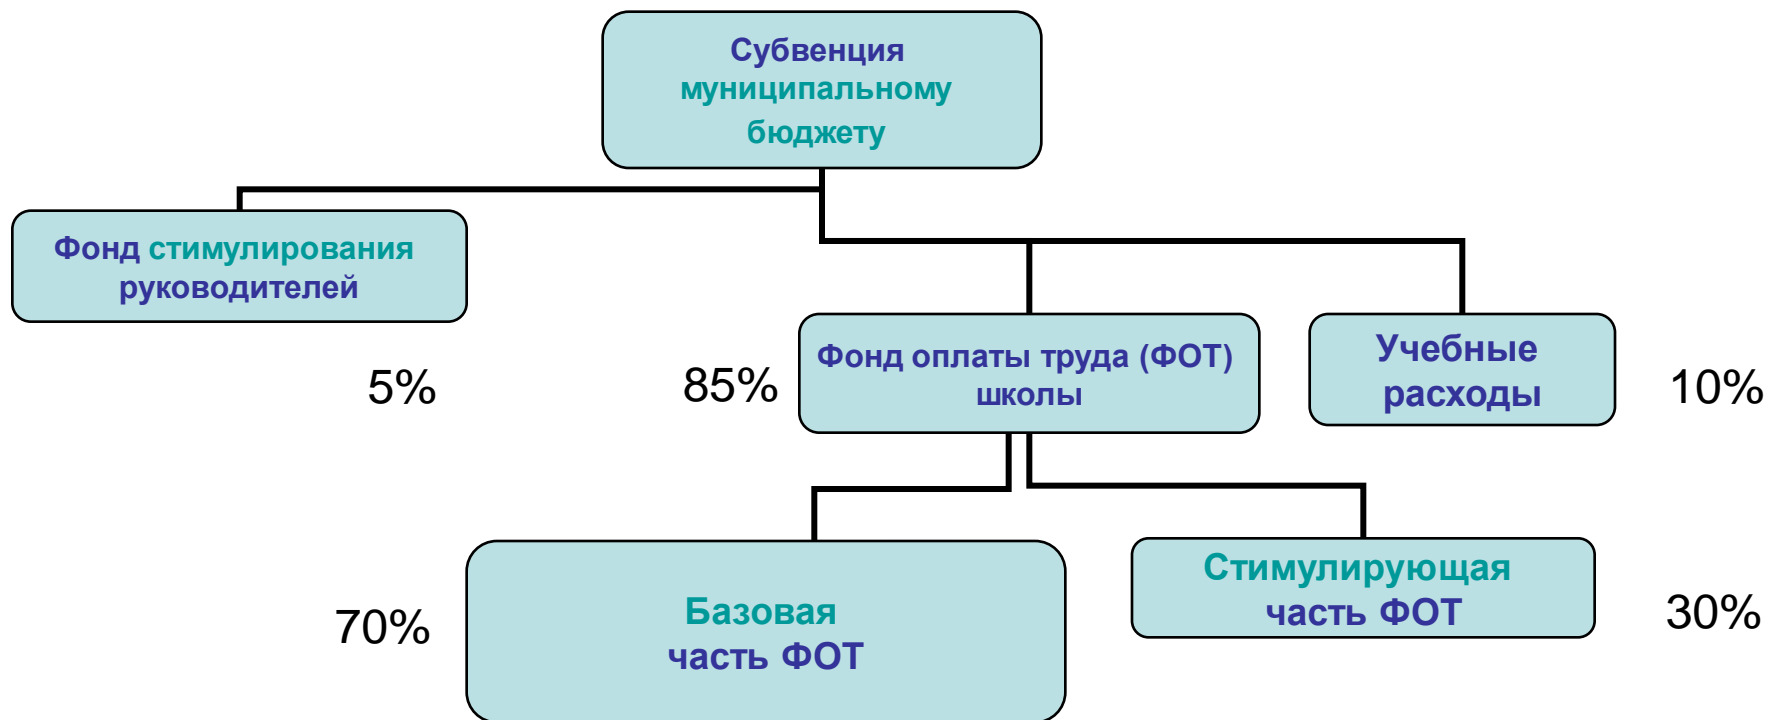 Субвенция
муниципальному
бюджету
Фонд стимулирования
руководителей
5%
85%
Фонд оплаты труда (ФОТ)
школы
Учебные
расходы
10%
70%
Базовая
часть ФОТ
Стимулирующая
часть ФОТ
30%